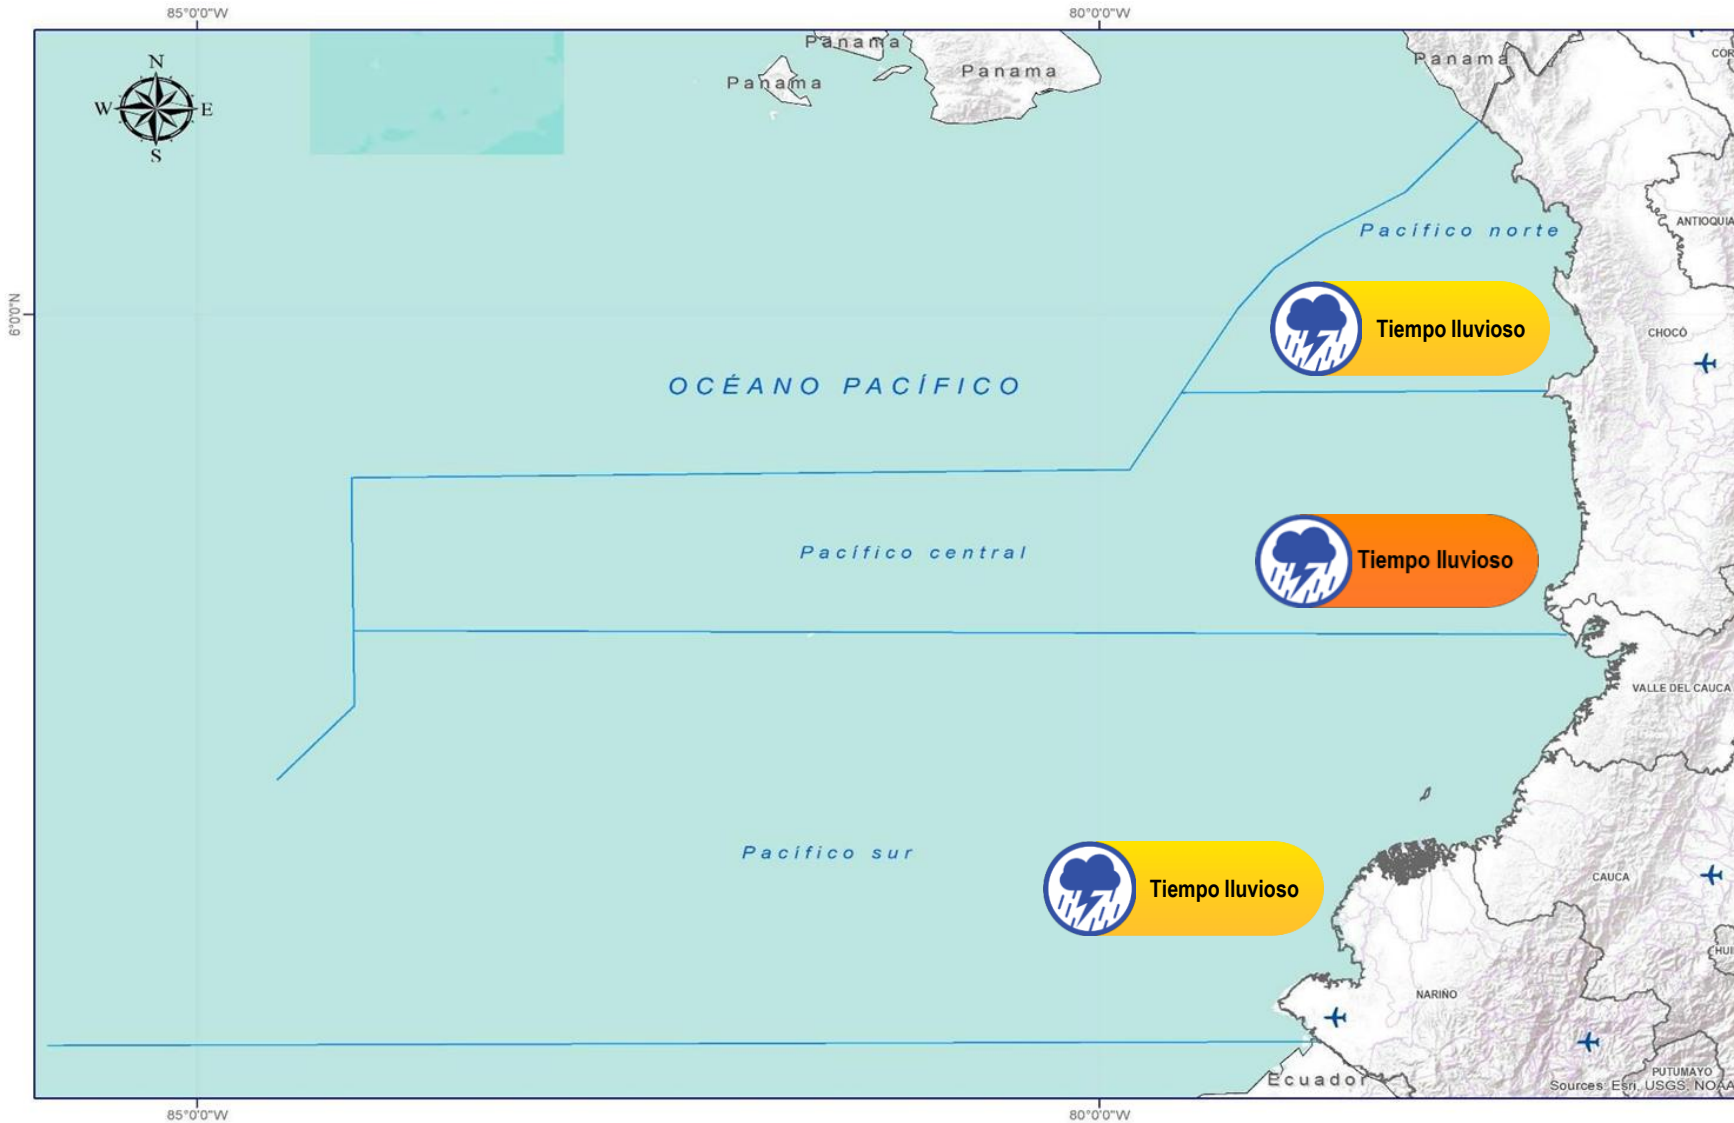 85°0'0"W
80°0'0"W
Panama
Panama
Panama
Panama
N
W
E
S
ANTIOQUIA
Pacífico norte
6°0'0"N
Tiempo lluvioso
CHOCÓ
OCÉANO PACÍFICO
Pacífico central
Tiempo lluvioso
VALLE DEL CAUCA
Pacífico sur
Tiempo lluvioso
CAUCA
NARIÑO
Ecuador
PUTUMAYO
Sources: Esri, USGS, NOAA
85°0'0"W
80°0'0"W